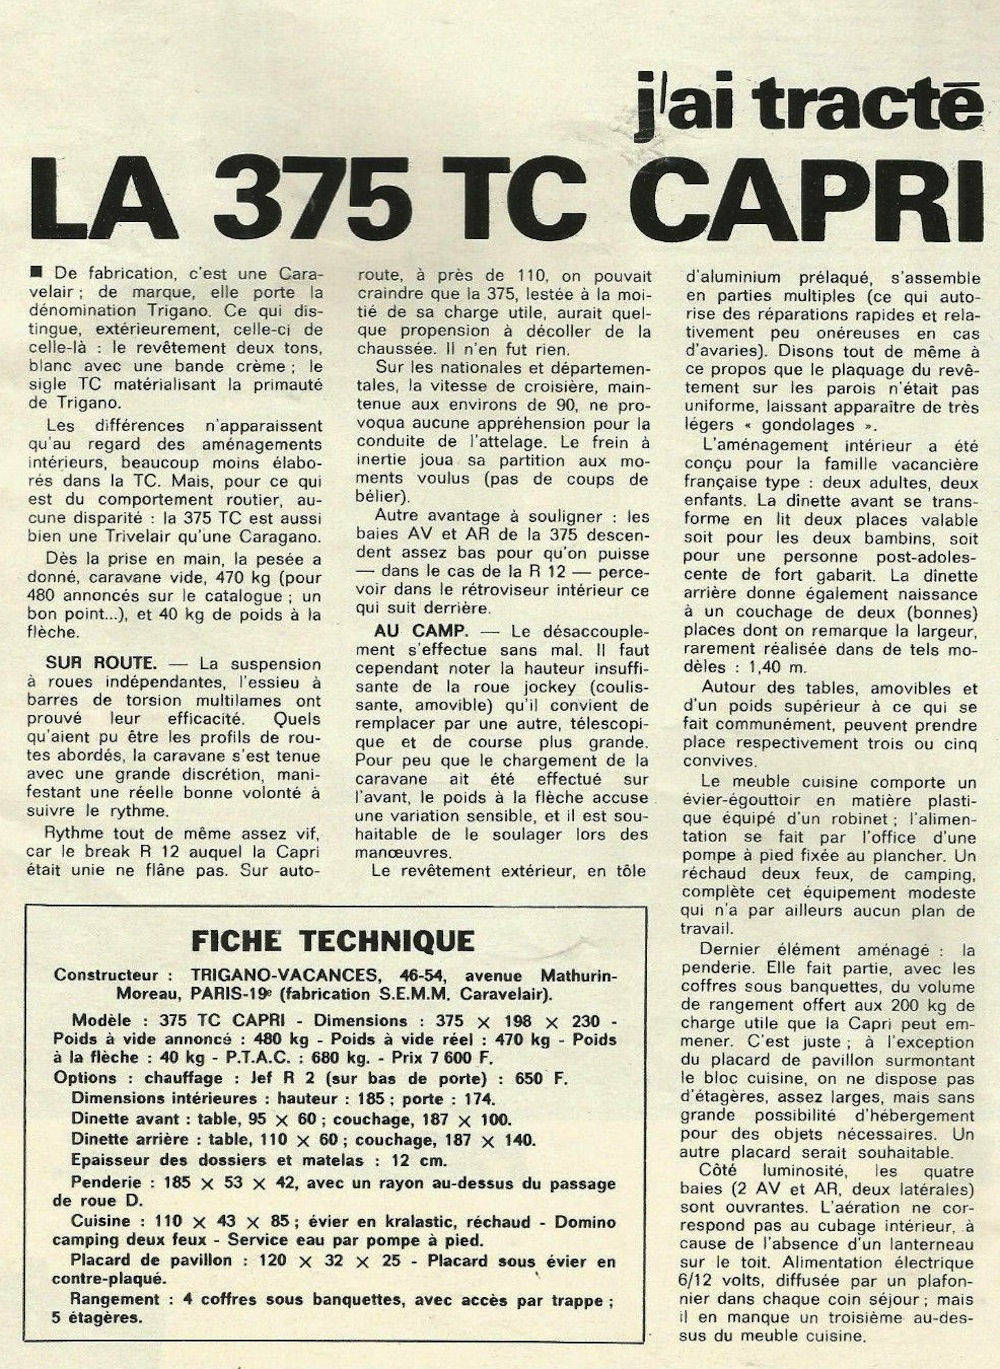 j'ai tracté
LA 375 TC CAPRI
■ De fabrication, c'est une Cara-
velair ; de marque, elle porte la
dénomination Trigano. Ce qui dis-
tingue, extérieurement, celle-ci de
celle-là : le revêtement deux tons,
blanc avec une bande crème ; le
sigle TC matérialisant la primauté
de Trigano.
Les différences n'apparaissent
qu'au regard des aménagements
intérieurs, beaucoup moins élabo-
rés dans la TC. Mais, pour ce qui
est du comportement routier, au-
cune disparité : la 375 TC est aussi
bien une Trivelair qu'une Caragano.
Dès la prise en main, la pesée a
donné, caravane vide, 470 kg (pour
480 annoncés sur le catalogue ; un
bon point...), et 40 kg de poids à la
flèche.
SUR ROUTE. — La suspension
à roues indépendantes, l'essieu à
barres de torsion multilames ont
prouvé leur efficacité. Quels
qu'aient pu être les profils de rou-
tes abordés, la caravane s'est tenue
avec une grande discrétion, mani-
festant une réelle bonne volonté à
suivre le rythme.
Rythme tout de même assez vif,
car le break R 12 auquel la Capri
était unie ne flâne pas. Sur auto-
route, à près de 110, on pouvait
craindre que la 375, lestée à la moi-
tié de sa charge utile, aurait quel-
que propension à décoller de la
chaussée. Il n'en fut rien.
Sur les nationales et départemen-
tales, la vitesse de croisière, main-
tenue aux environs de 90, ne pro-
voqua aucune appréhension pour la
conduite de l'attelage. Le frein à
inertie joua sa partition aux mo-
ments voulus (pas de coups de
bélier).
Autre avantage à souligner : les
baies AV et AR de la 375 descen-
dent assez bas pour qu'on puisse
— dans le cas de la R 12 — perce-
voir dans le rétroviseur intérieur ce
qui suit derrière.
AU CAMP. — Le désaccouple-
ment s'effectue sans mal. Il faut
cependant noter la hauteur insuffi-
sante de la roue jockey (coulis-
sante, amovible) qu'il convient de
remplacer par une autre, télescopi-
que et de course plus grande.
Pour peu que le chargement de la
caravane ait été effectué sur
l'avant, le poids à la flèche accuse
une variation sensible, et il est sou-
haitable de le soulager lors des
manœuvres.
Le revêtement extérieur, en tôle
d'aluminium prélaqué, s'assemble
en parties multiples (ce qui auto-
rise des réparations rapides et rela-
tivement peu onéreuses en cas
d'avaries). Disons tout de même à
ce propos que le plaquage du revê-
tement sur les parois n'était pas
uniforme, laissant apparaître de très
légers « gondolages ».
L'aménagement intérieur a été
conçu pour la famille vacancière
française type : deux adultes, deux
enfants. La dinette avant se trans-
forme en lit deux places valable
soit pour les deux bambins, soit
pour une personne post-adoles-
cente de fort gabarit. La dinette
arrière donne également naissance
à un couchage de deux (bonnes)
places dont on remarque la largeur,
rarement réalisée dans de tels mo-
dèles : 1,40 m.
Autour des tables, amovibles et
d'un poids supérieur à ce qui se
fait communément, peuvent prendre
place respectivement trois ou cinq
convives.
Le meuble cuisine comporte un
évier-égouttoir en matière plasti-
que équipé d'un robinet ; l'alimen-
tation se fait par l'office d'une
pompe à pied fixée au plancher. Un
réchaud deux feux, de camping,
complète cet équipement modeste
qui n'a par ailleurs aucun plan de
travail.
Dernier élément aménagé : la
penderie. Elle fait partie, avec les
coffres sous banquettes, du volume
de rangement offert aux 200 kg de
charge utile que la Capri peut em-
mener. C'est juste ; à l'exception
du placard de pavillon surmontant
le bloc cuisine, on ne dispose pas
d'étagères, assez larges, mais sans
grande possibilité d'hébergement
pour des objets nécessaires. Un
autre placard serait souhaitable.
Côté luminosité, les quatre
baies (2 AV et AR, deux latérales)
sont ouvrantes. L'aération ne cor-
respond pas au cubage intérieur, à
cause de l'absence d'un lanterneau
sur le toit. Alimentation électrique
6/12 volts, diffusée par un plafon-
nier dans chaque coin séjour ; mais
il en manque un troisième au-des-
sus du meuble cuisine.
FICHE TECHNIQUE
Constructeur : TRIGANO-VACANCES, 46-54, avenue Mathurin-
Moreau, PARIS-19e (fabrication S.E.M.M. Caravelair).
Modèle : 375 TC CAPRI - Dimensions : 375 × 198 × 230 -
Poids à vide annoncé : 480 kg - Poids à vide réel : 470 kg - Poids
à la flèche : 40 kg - P.T.A.C. : 680 kg. - Prix 7 600 F.
Options : chauffage : Jef R 2 (sur bas de porte) : 650 F.
Dimensions intérieures : hauteur : 185 ; porte : 174.
Dinette avant : table, 95 × 60 ; couchage, 187 × 100.
Dinette arrière : table, 110 × 60 ; couchage, 187 × 140.
Epaisseur des dossiers et matelas : 12 cm.
Penderie : 185 × 53 × 42, avec un rayon au-dessus du passage
de roue D.
Cuisine : 110 × 43 × 85 ; évier en kralastic, réchaud - Domino
camping deux feux - Service eau par pompe à pied.
Placard de pavillon : 120 × 32 × 25 - Placard sous évier en
contre-plaqué.
Rangement : 4 coffres sous banquettes, avec accès par trappe ;
5 étagères.